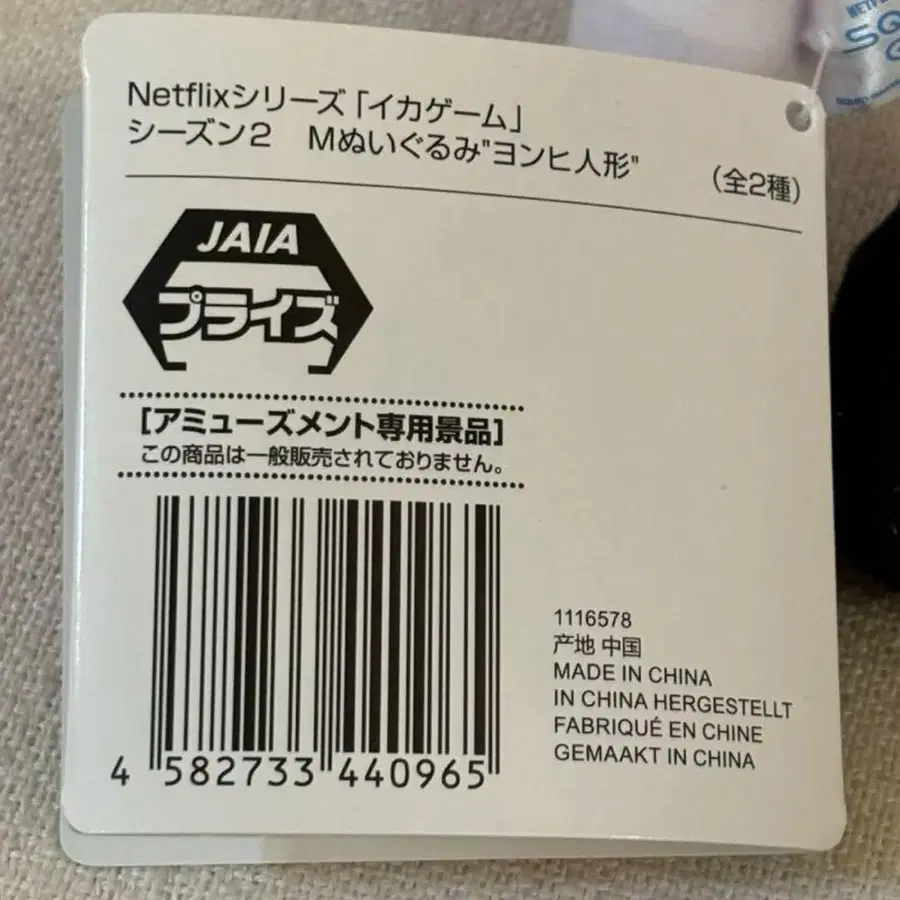 Netflixシリーズ「イカゲーム」
シーズン2　Mぬいぐるみ"ヨンヒ人形"　(全2種)
JAIA
プライズ
[アミューズメント専用景品]
この商品は一般販売されておりません。
4 582733 440965
1116578
产地 中国
MADE IN CHINA
IN CHINA HERGESTELLT
FABRIQUÉ EN CHINE
GEMAAKT IN CHINA